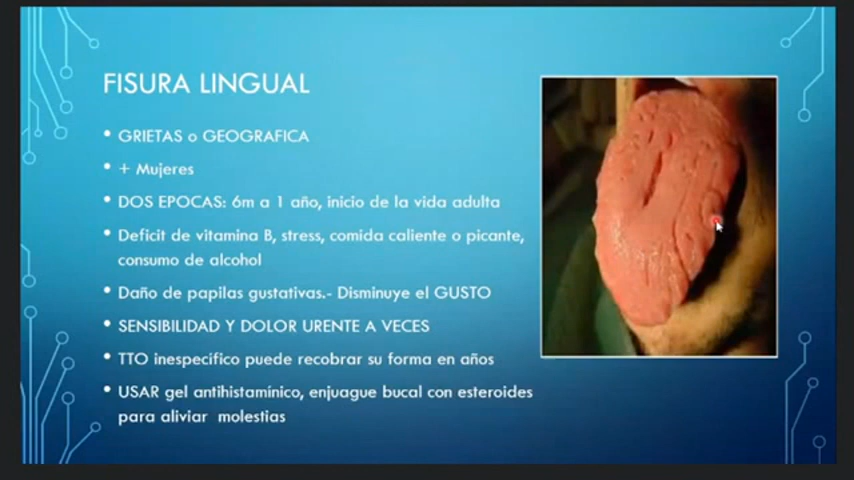 FISURA LINGUAL
• GRIETAS o GEOGRAFICA
• + Mujeres
• DOS EPOCAS: 6m a 1 año, inicio de la vida adulta
• Deficit de vitamina B, stress, comida caliente o picante,
consumo de alcohol
• Daño de papilas gustativas.- Disminuye el GUSTO
• SENSIBILIDAD Y DOLOR URENTE A VECES
• TTO inespecífico puede recobrar su forma en años
• USAR gel antihistamínico, enjuague bucal con esteroides
para aliviar molestias